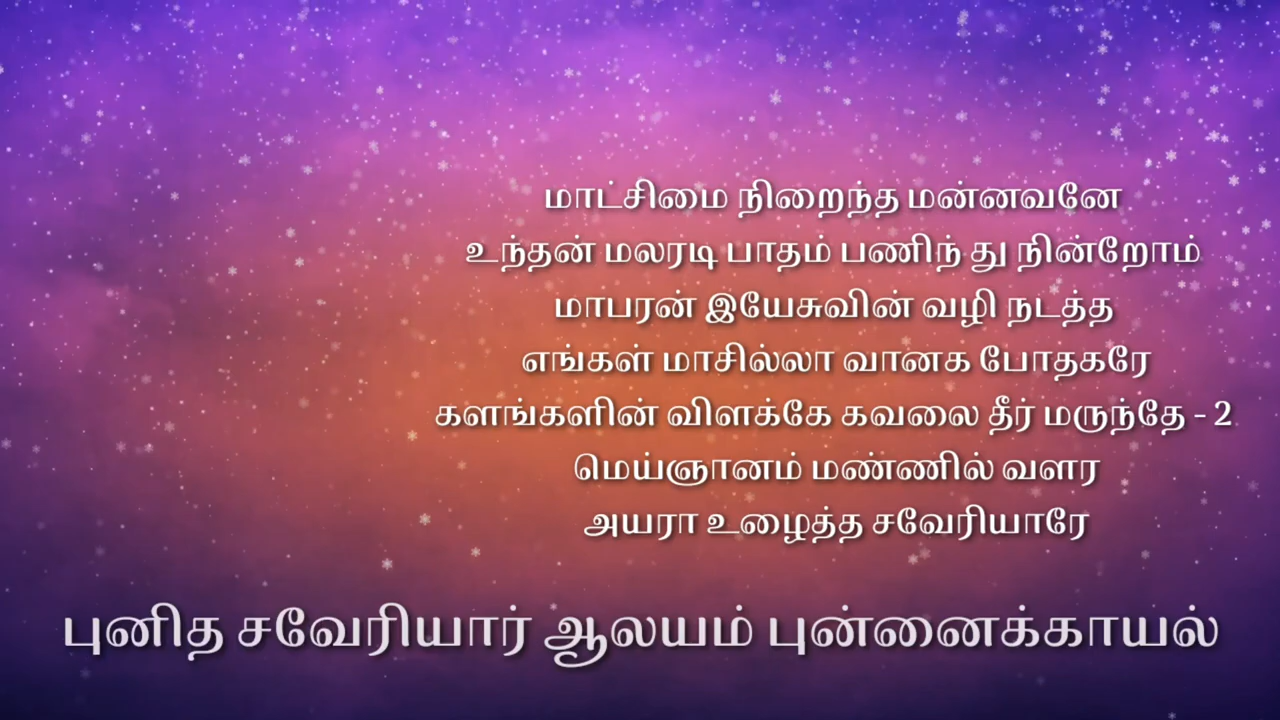 மாட்சிமை நிறைந்த மன்னவனே
உந்தன் மலரடி பாதம் பணிந் து நின்றோம்
மாபரன் இயேசுவின் வழி நடத்த
எங்கள் மாசில்லா வானக போதகரே
களங்களின் விளக்கே கவலை தீர் மருந்தே - 2
மெய்ஞானம் மண்ணில் வளர
அயரா உழைத்த சவேரியாரே
புனித சவேரியார் ஆலயம் புன்னைக்காயல்